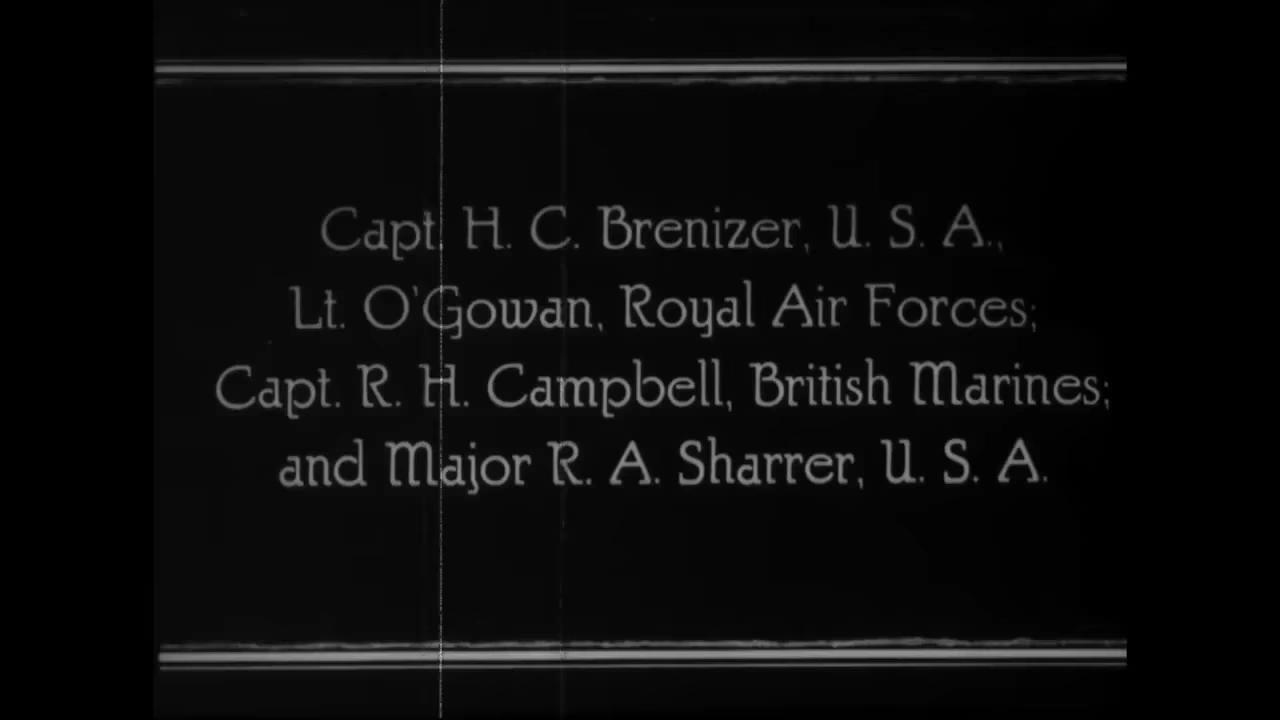 Capt. H. C. Brenizer, U. S. A.,
Lt. O'Gowan, Royal Air Forces;
Capt. R. H. Campbell, British Marines;
and Major R. A. Sharrer, U. S. A.